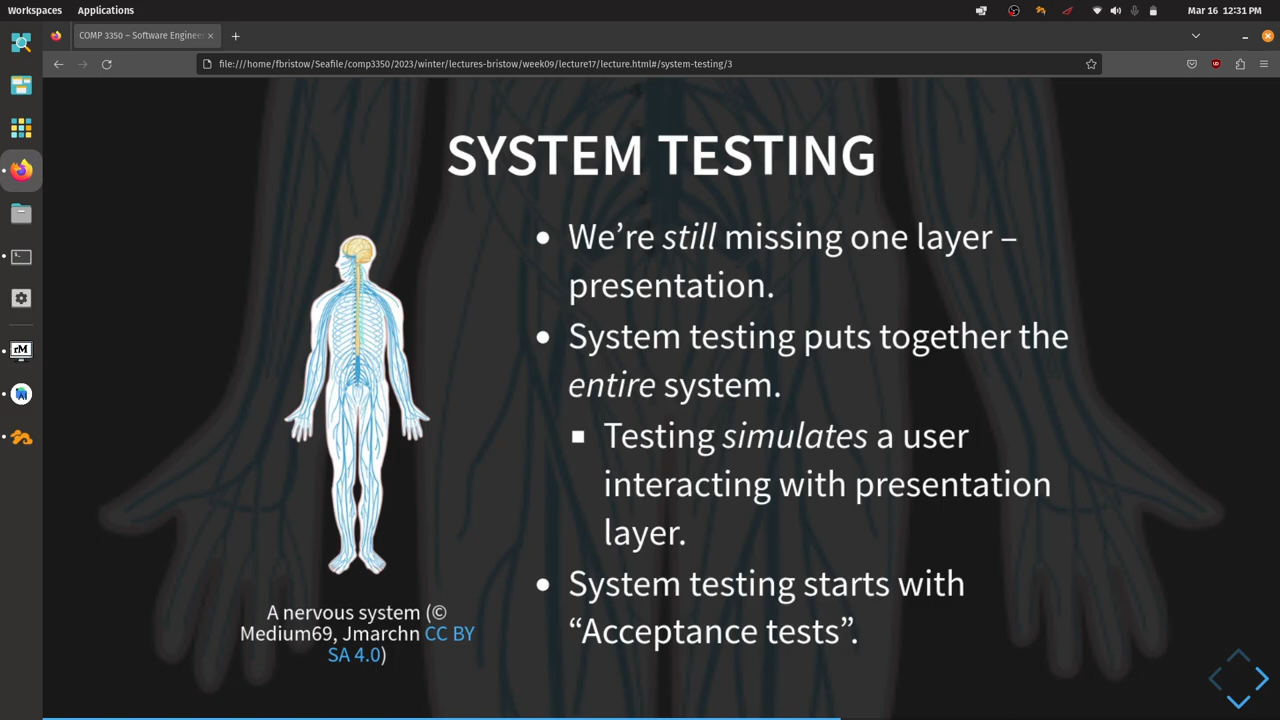 Workspaces Applications Mar 16 12:31 PM
COMP 3350 – Software Enginee
file:///home/fbristow/Seafile/comp3350/2023/winter/lectures-bristow/week09/lecture17/lecture.html#/system-testing/3
rM
SYSTEM TESTING
• We’re still missing one layer –
presentation.
• System testing puts together the
entire system.
▪ Testing simulates a user
interacting with presentation
layer.
• System testing starts with
“Acceptance tests”.
A nervous system (©
Medium69, Jmarchn CC BY
SA 4.0)